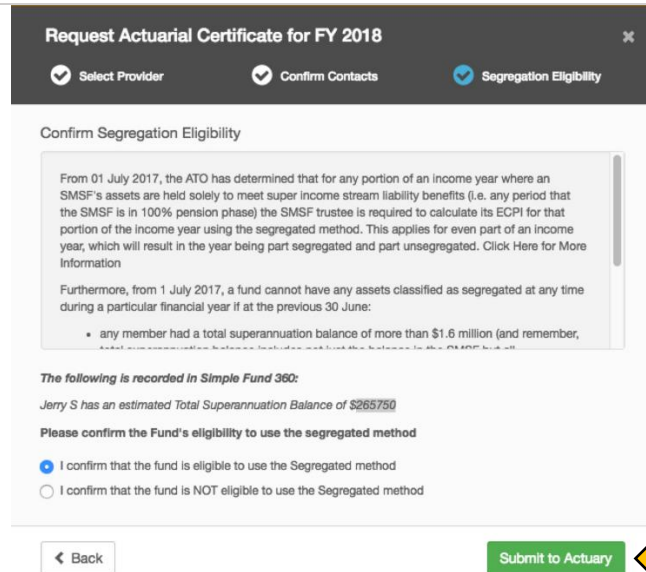 Request Actuarial Certificate for FY 2018
Select Provider Confirm Contacts Segregation Eligibility
Confirm Segregation Eligibility
From 01 July 2017, the ATO has determined that for any portion of an income year where an
SMSF's assets are held solely to meet super income stream liability benefits (i.e. any period that
the SMSF is in 100% pension phase) the SMSF trustee is required to calculate its ECPI for that
portion of the income year using the segregated method. This applies for even part of an income
year, which will result in the year being part segregated and part unsegregated. Click Here for More
Information
Furthermore, from 1 July 2017, a fund cannot have any assets classified as segregated at any time
during a particular financial year if at the previous 30 June:
• any member had a total superannuation balance of more than $1.6 million (and remember,
The following is recorded in Simple Fund 360:
Jerry S has an estimated Total Superannuation Balance of $265750
Please confirm the Fund's eligibility to use the segregated method
I confirm that the fund is eligible to use the Segregated method
I confirm that the fund is NOT eligible to use the Segregated method
Back
Submit to Actuary